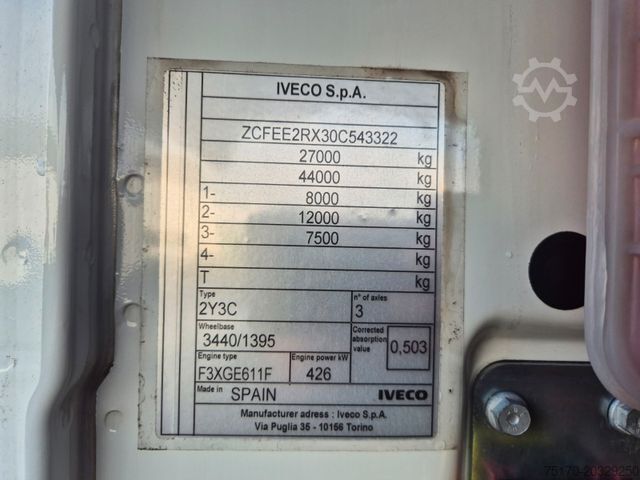 IVECO S.p.A.
ZCFEE2RX30C543322
27000 kg
44000 kg
1- 8000 kg
2- 12000 kg
3- 7500 kg
4- kg
T kg
Type
2Y3C
n° of axles
3
Wheelbase
3440/1395
Corrected absorption value
0,503
Engine type
F3XGE611F
Engine power kW
426
Made in SPAIN
IVECO
Manufacturer adress : Iveco S.p.A.
Via Puglia 35 - 10156 Torino
75170-20329250